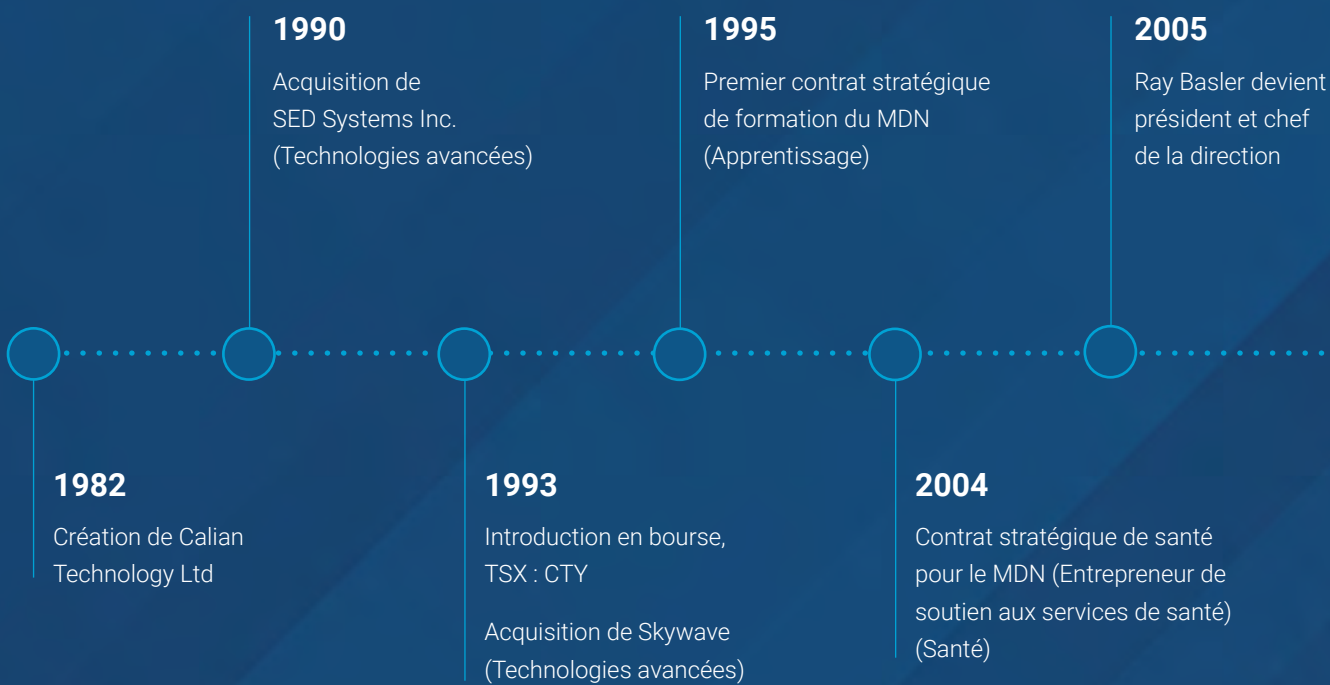 1990
Acquisition de
SED Systems Inc.
(Technologies avancées)
1995
Premier contrat stratégique
de formation du MDN
(Apprentissage)
2005
Ray Basler devient
président et chef
de la direction
1982
Création de Calian
Technology Ltd
1993
Introduction en bourse,
TSX : CTY
Acquisition de Skywave
(Technologies avancées)
2004
Contrat stratégique de santé
pour le MDN (Entrepreneur de
soutien aux services de santé)
(Santé)